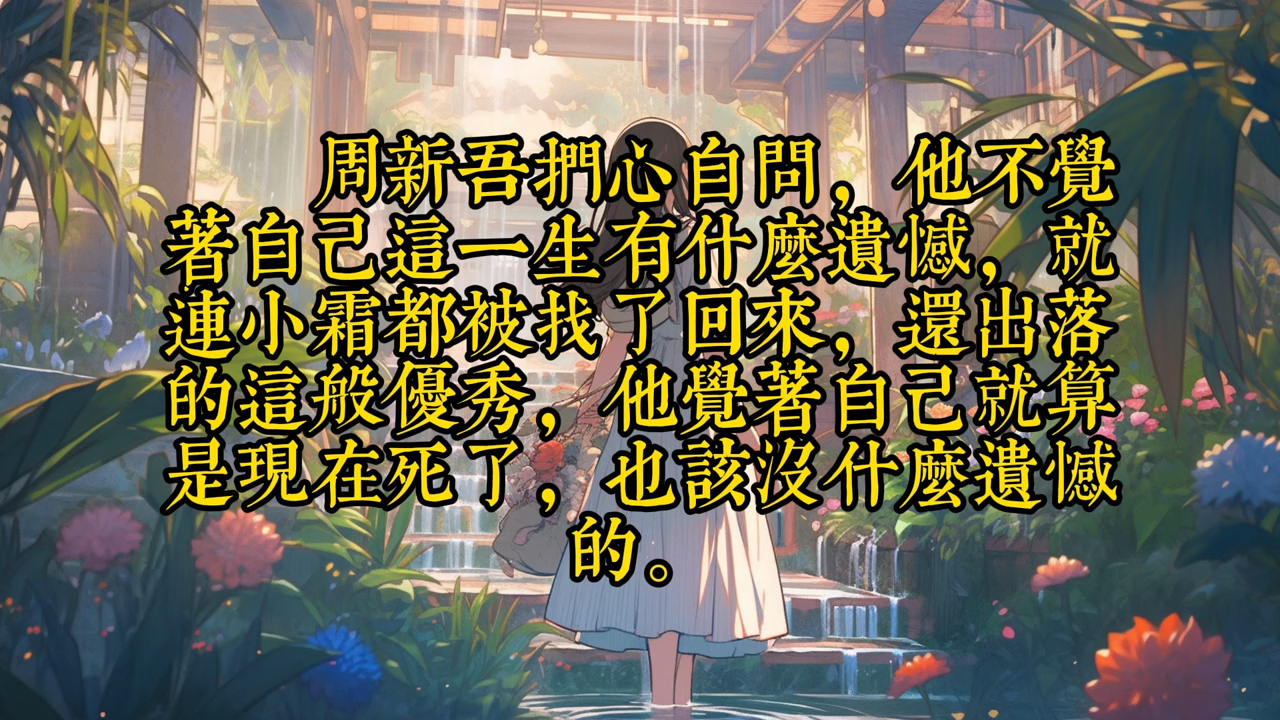 周新吾捫心自問，他不覺
著自己這一生有什麼遺憾，就
連小霜都被找了回來，還出落
的這般優秀，他覺著自己就算
是現在死了，也該沒什麼遺憾
的。